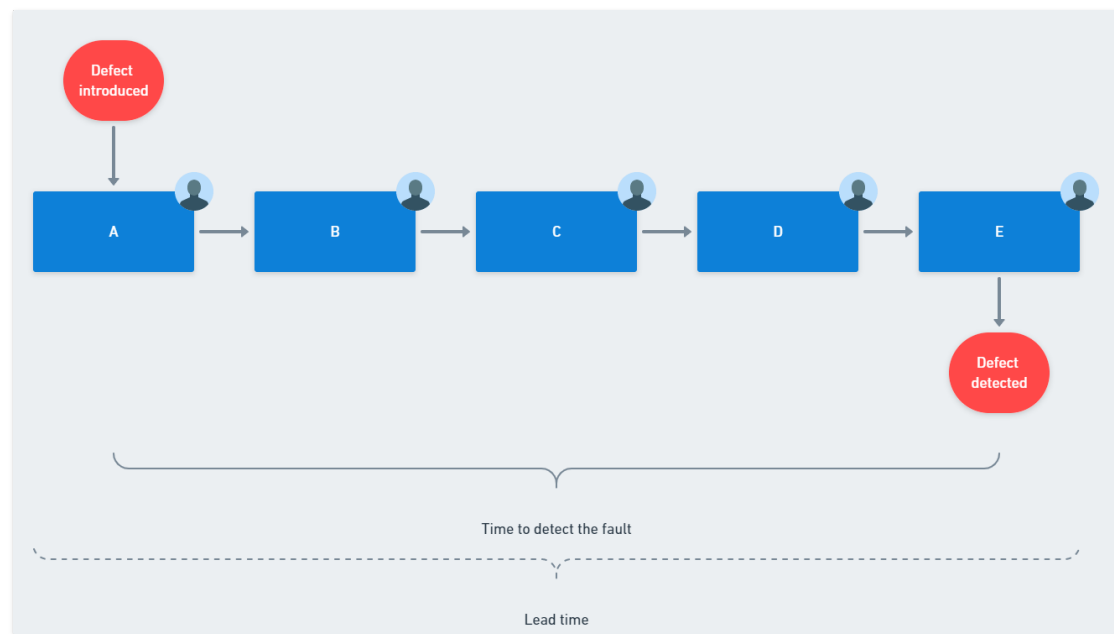 Defect
introduced
A
B
C
D
E
Defect
detected
Time to detect the fault
Lead time